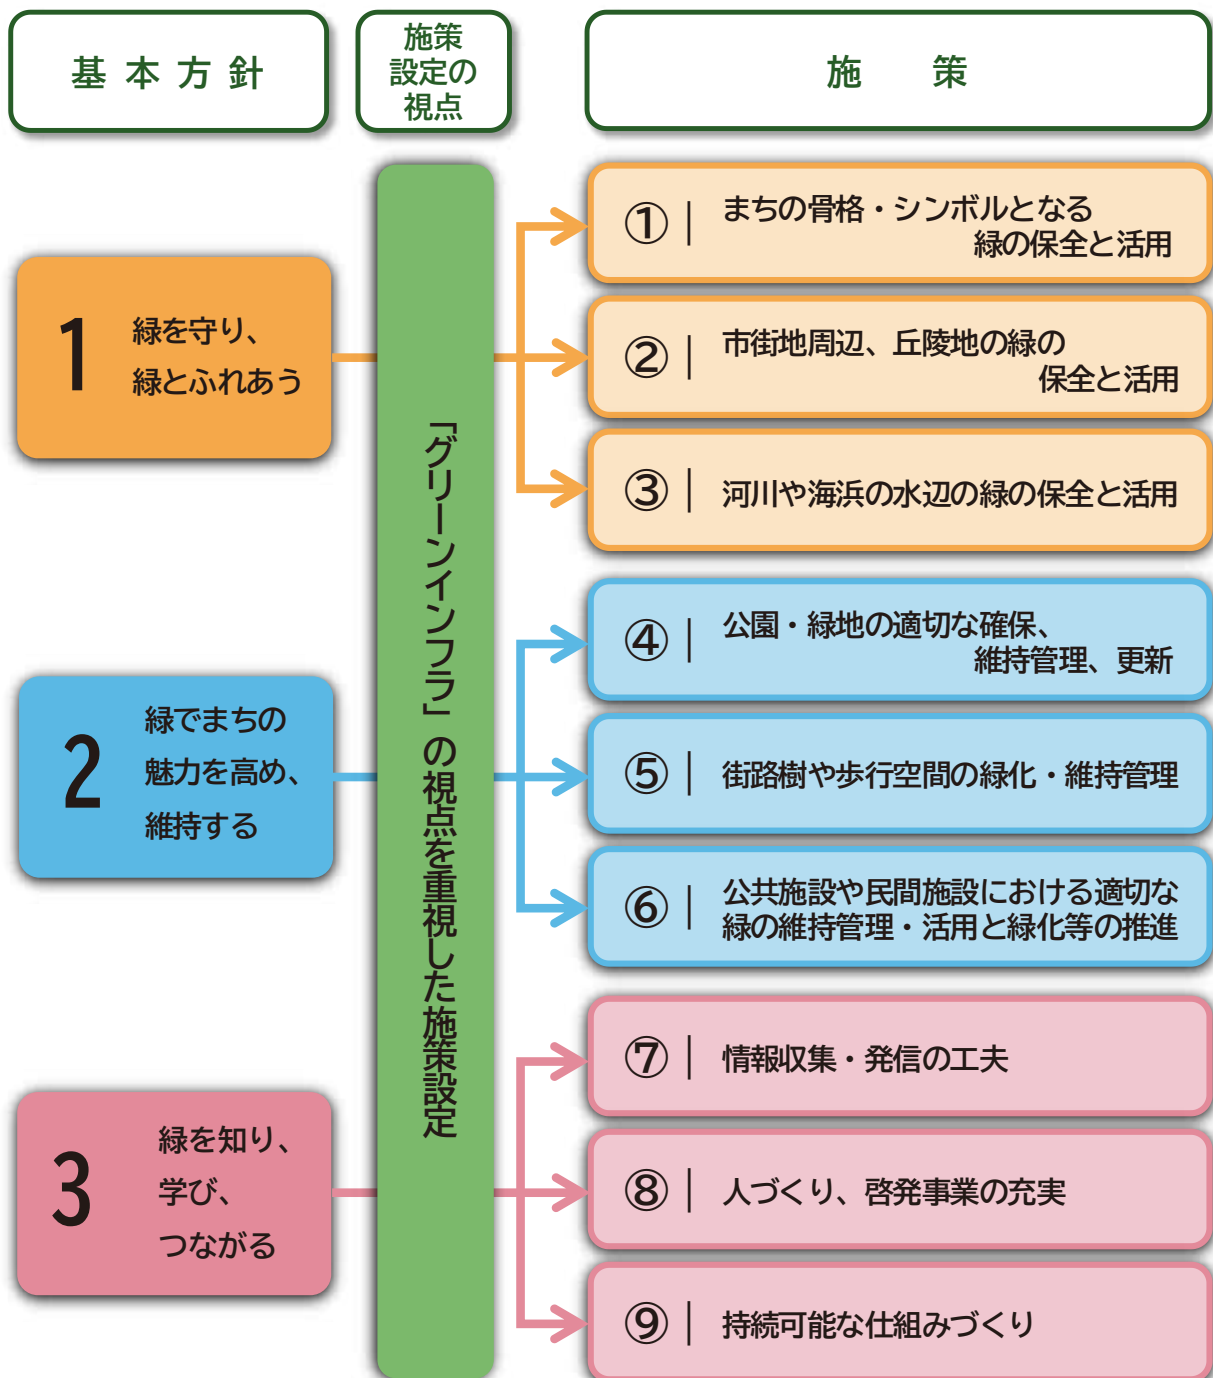 基本方針
施策
設定の
視点
施策
1
緑を守り、
緑とふれあう
2
緑でまちの
魅力を高め、
維持する
3
緑を知り、
学び、
つながる
「グリーンインフラ」の視点を重視した施策設定
①
まちの骨格・シンボルとなる
緑の保全と活用
②
市街地周辺、丘陵地の緑の
保全と活用
③
河川や海浜の水辺の緑の保全と活用
④
公園・緑地の適切な確保、
維持管理、更新
⑤
街路樹や歩行空間の緑化・維持管理
⑥
公共施設や民間施設における適切な
緑の維持管理・活用と緑化等の推進
⑦
情報収集・発信の工夫
⑧
人づくり、啓発事業の充実
⑨
持続可能な仕組みづくり